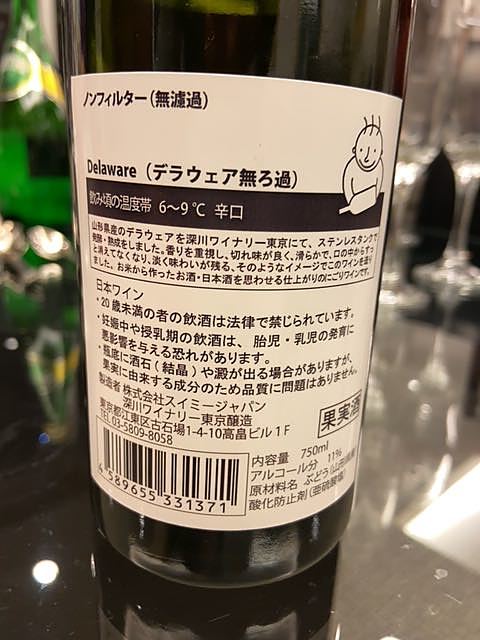 ノンフィルター(無濾過)
Delaware (デラウェア無ろ過)
飲み頃の温度帯 6～9℃ 辛口
山形県産のデラウェアを深川ワイナリー東京にて、ステンレスタンクで
発酵・熟成をしました。香りを重視し、切れ味が良く、滑らかで、口の中からすっ
と消えてなくなり、淡く味わいが残る、そのようなイメージでこのワインを造り
ました、お米から作ったお酒・日本酒を思わせる仕上がりのにごりワインです。
日本ワイン
・20歳未満の者の飲酒は法律で禁じられています。
・妊娠中や授乳期の飲酒は、胎児・乳児の発育に
悪影響を与える恐れがあります。
・瓶底に酒石(結晶)や澱が出る場合がありますが、
果実に由来する成分のため品質に問題はありません。
製造者 株式会社スイミージャパン
深川ワイナリー東京醸造
東京都江東区古石場1-4-10高畠ビル1F
TEL 03-5809-8058
果実酒
4 589655 331371
内容量 750ml
アルコール分 11%
原材料名 ぶどう(山形
酸化防止剤(亜硫酸塩)